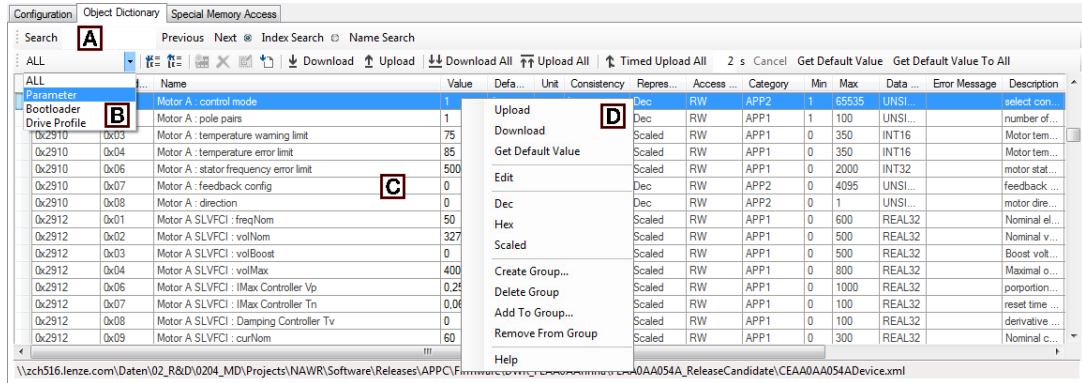 Configuration Object Dictionary Special Memory Access
Search A Previous Next Index Search Name Search
ALL Download Upload Download All Upload All Timed Upload All 2 s Cancel Get Default Value Get Default Value To All
Name Value Defa... Unit Consistency Repres... Access ... Category Min Max Data ... Error Message Description
ALL
Parameter
Bootloader
Drive Profile
B
Motor A : control mode 1 Dec RW APP2 1 65535 UNSI... select con...
Motor A : pole pairs 1 Dec RW APP1 1 100 UNSI... number of...
0x2910 0x03 Motor A : temperature warning limit 75 Scaled RW APP1 0 350 INT16 Motor tem...
0x2910 0x04 Motor A : temperature error limit 85 Scaled RW APP1 0 350 INT16 Motor tem...
0x2910 0x06 Motor A : stator frequency error limit 500 Scaled RW APP1 0 2000 INT32 motor stat...
0x2910 0x07 Motor A : feedback config C 0 Dec RW APP2 0 4095 UNSI... feedback ...
0x2910 0x08 Motor A : direction 0 Dec RW APP2 0 1 UNSI... motor dire...
0x2912 0x01 Motor A SLVFCI : freqNom 50 Scaled RW APP1 0 600 REAL32 Nominal el...
0x2912 0x02 Motor A SLVFCI : volNom 327 Scaled RW APP1 0 500 REAL32 Nominal v...
0x2912 0x03 Motor A SLVFCI : volBoost 0 Scaled RW APP1 0 500 REAL32 Boost volt...
0x2912 0x04 Motor A SLVFCI : volMax 400 Scaled RW APP1 0 800 REAL32 Maximal o...
0x2912 0x06 Motor A SLVFCI : IMax Controller Vp 0,25 Scaled RW APP1 0 1000 REAL32 porportion...
0x2912 0x07 Motor A SLVFCI : IMax Controller Tn 0,06 Scaled RW APP1 0 100 REAL32 reset time ...
0x2912 0x08 Motor A SLVFCI : Damping Controller Tv 0 Scaled RW APP1 0 100 REAL32 derivative ...
0x2912 0x09 Motor A SLVFCI : curNom 60 Scaled RW APP1 0 300 REAL32 Nominal c...
Upload
D
Download
Get Default Value
Edit
Dec
Hex
Scaled
Create Group...
Delete Group
Add To Group...
Remove From Group
Help